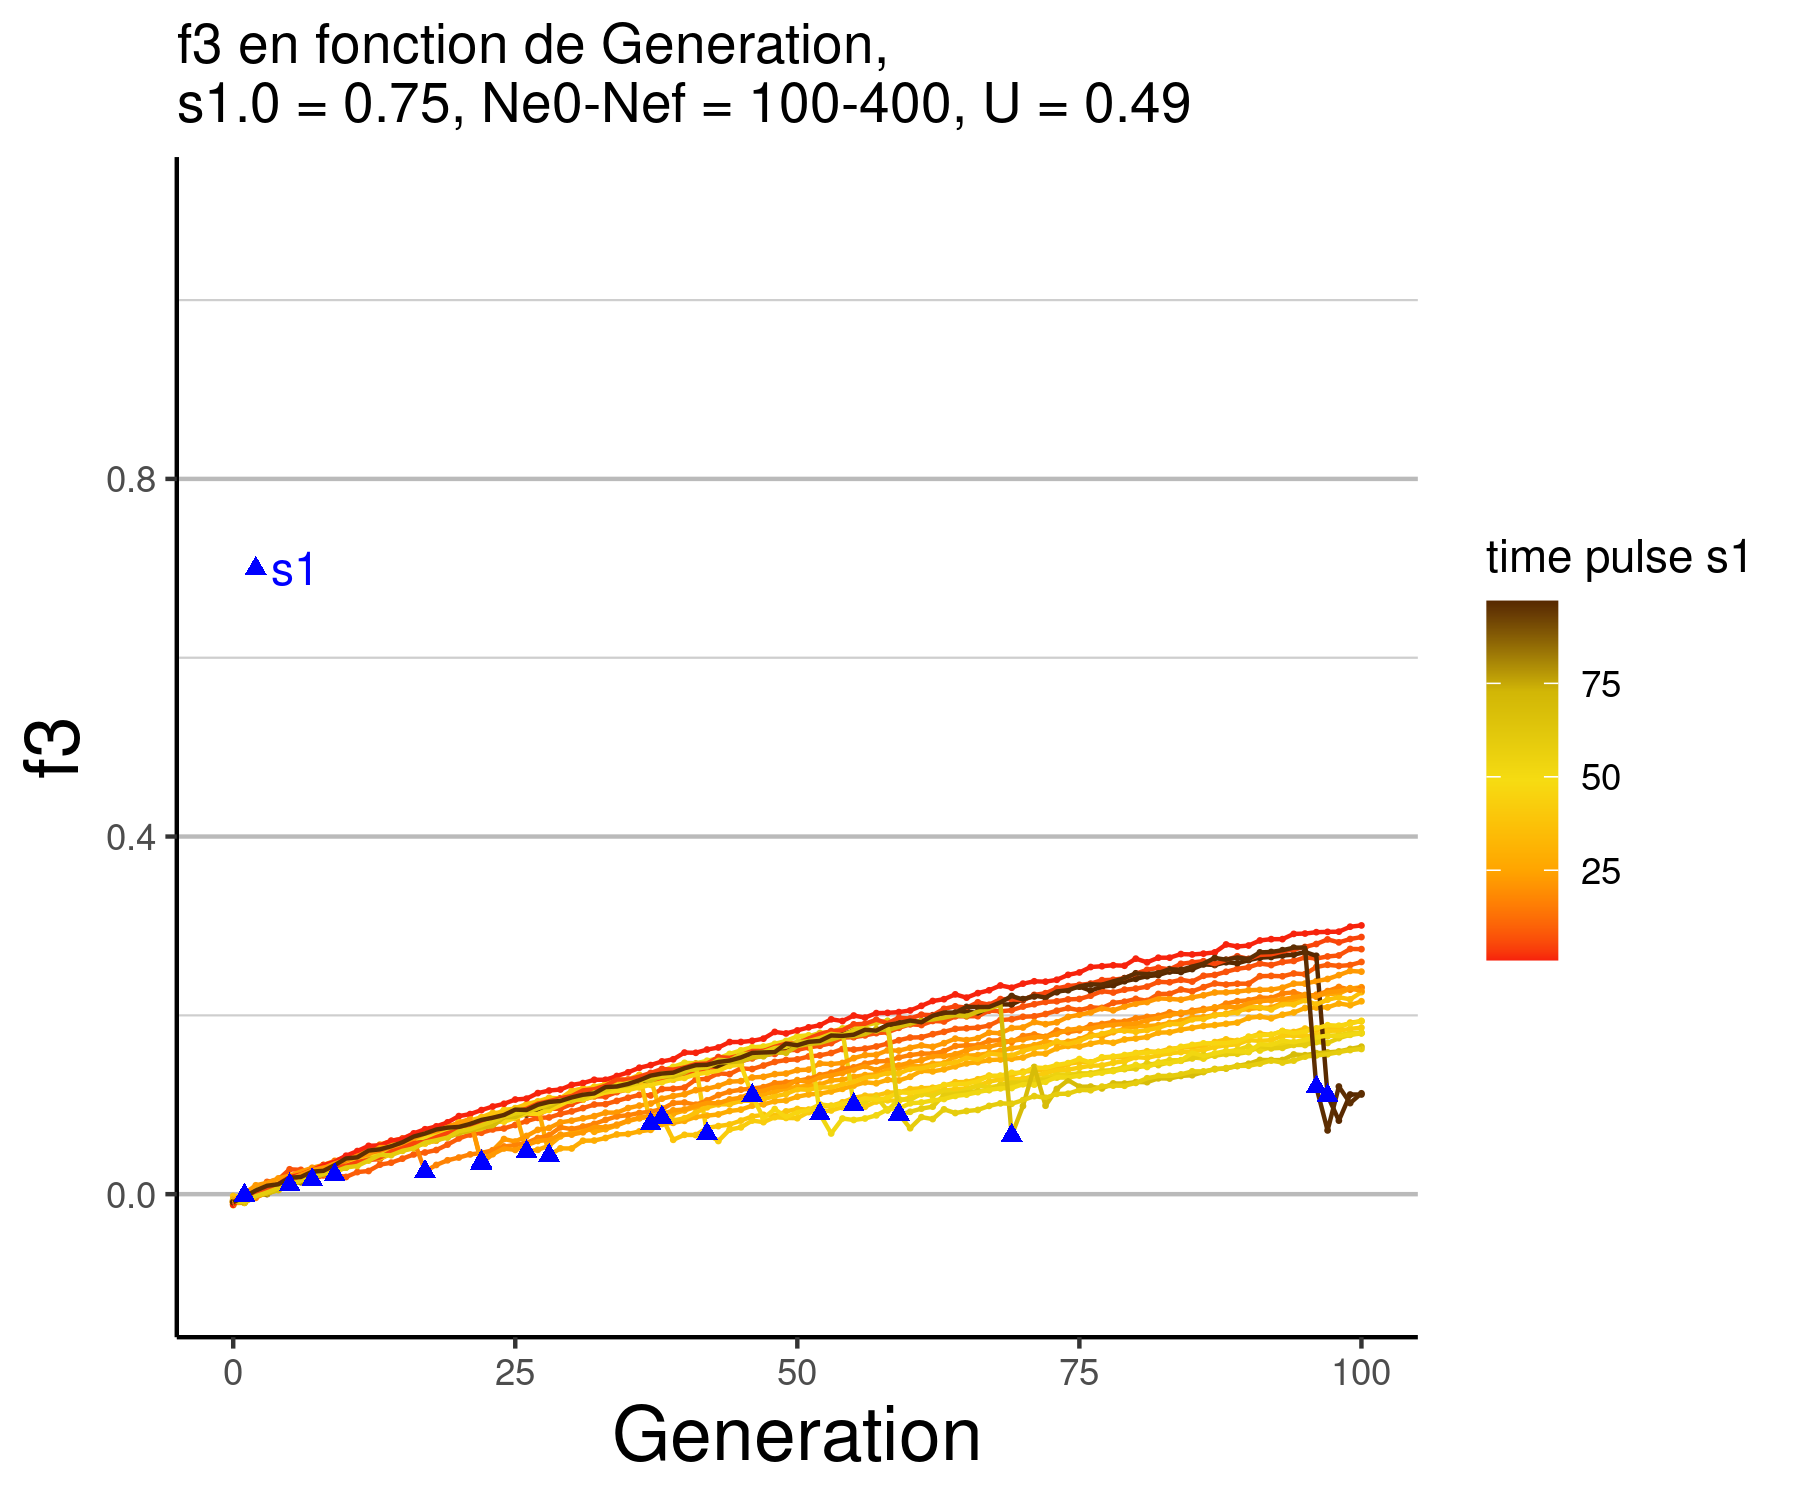 f3 en fonction de Generation,
s1.0 = 0.75, Ne0-Nef = 100-400, U = 0.49
f3
0.8
0.4
0.0
s1
0 25 50 75 100
Generation
time pulse s1
75
50
25